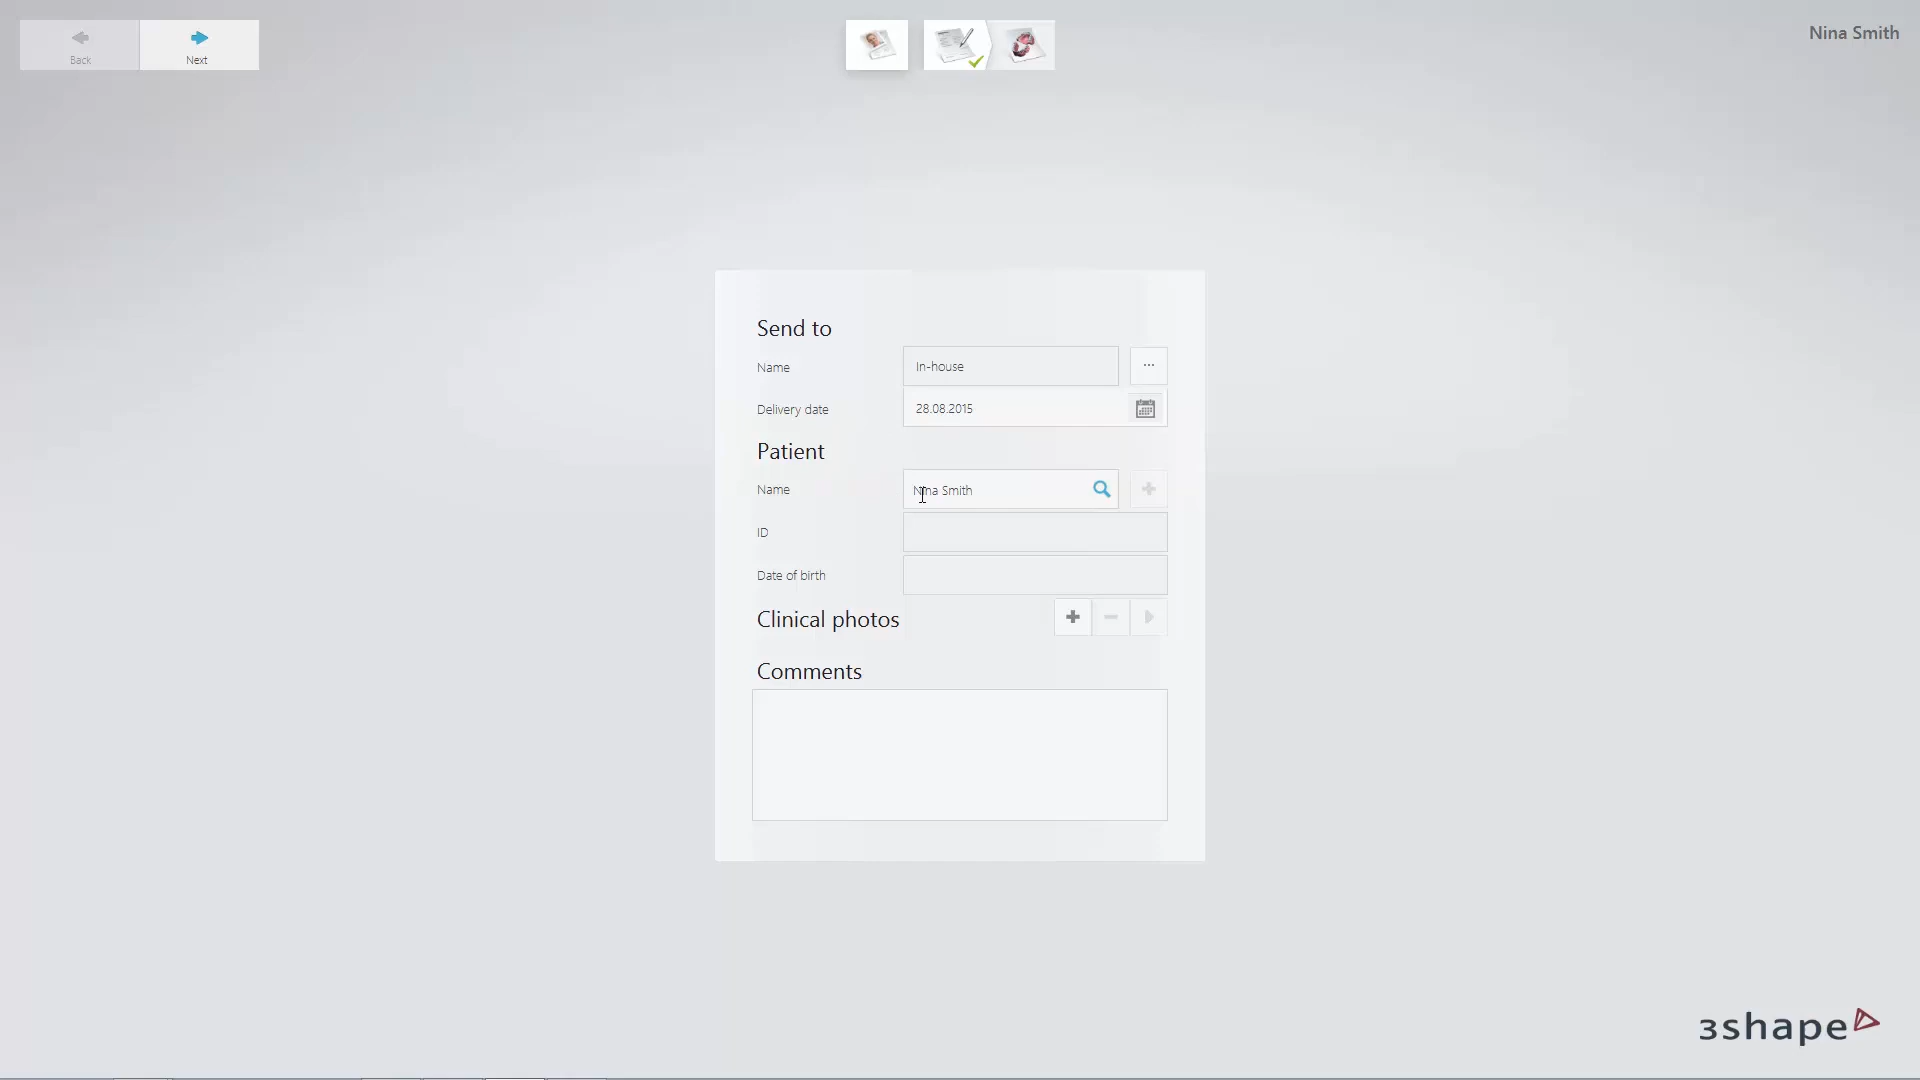 Back
Next
Nina Smith
Send to
Name
In-house
...
Delivery date
28.08.2015
Patient
Name
Nina Smith
ID
Date of birth
Clinical photos
Comments
3shape